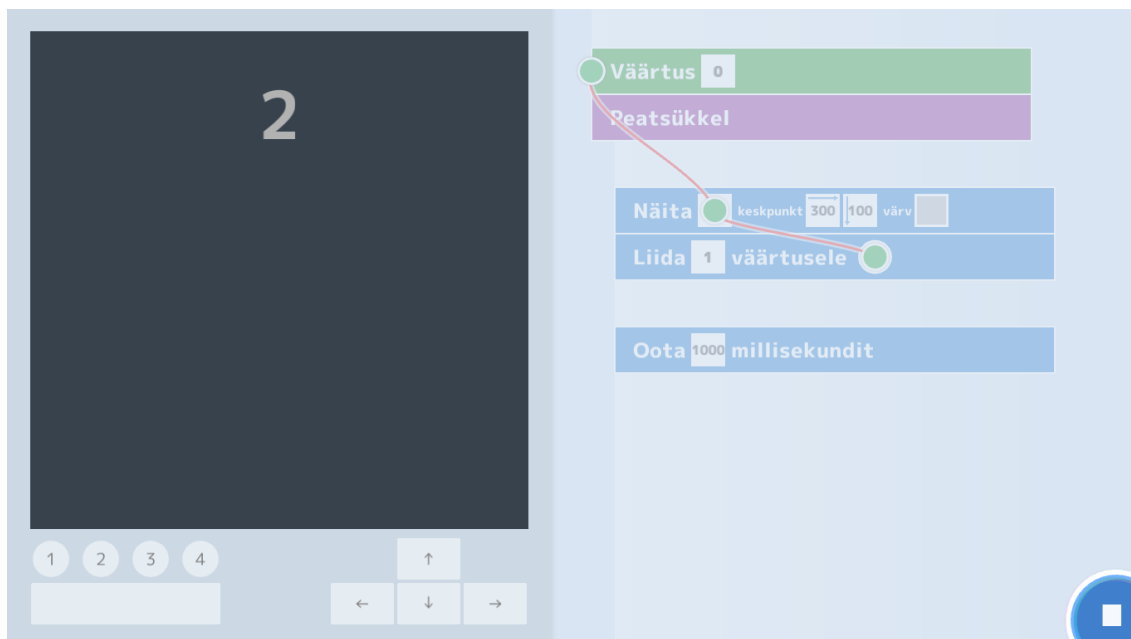 2
Väärtus 0
Peatsükkel
Näita keskpunkt 300 100 värv
Liida 1 väärtusele
Oota 1000 millisekundit
1 2 3 4
↑
← ↓ →